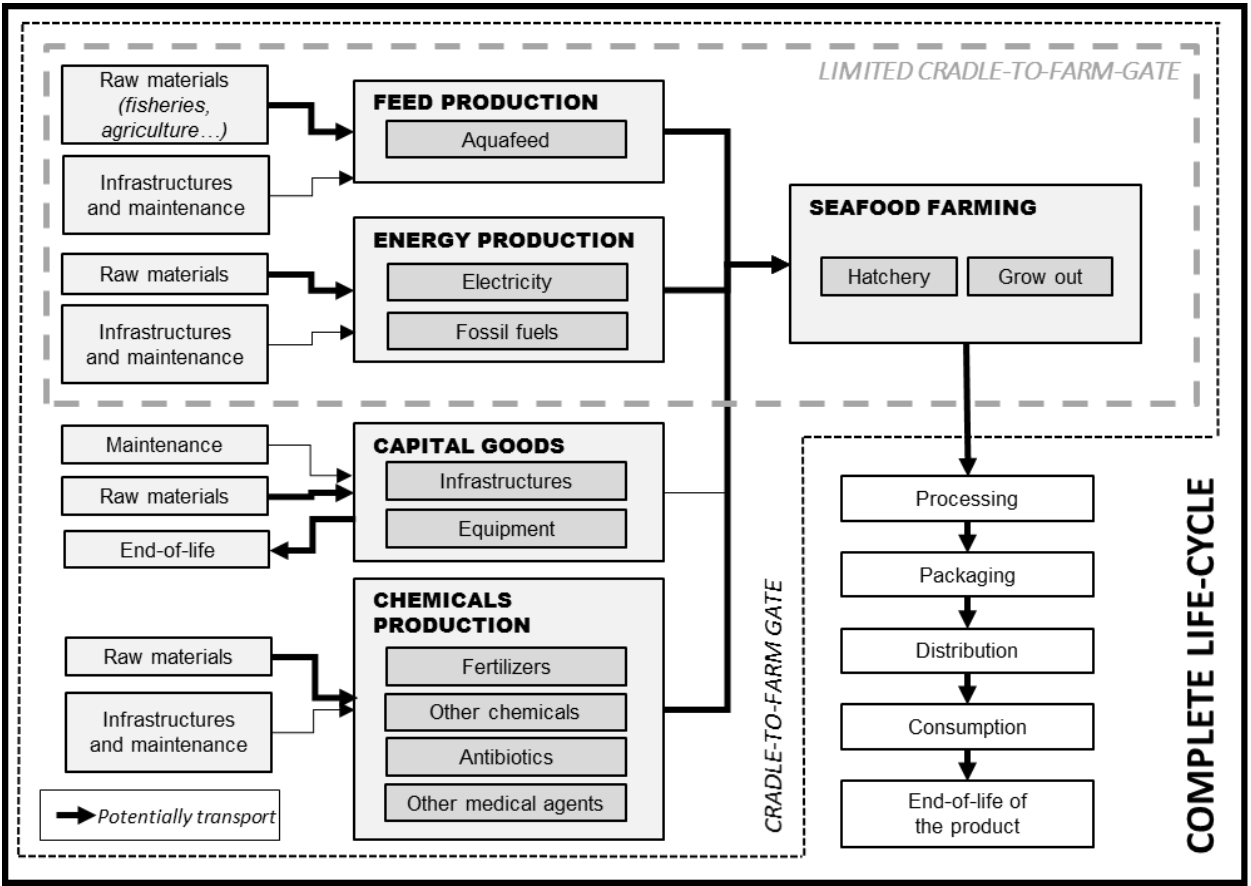 LIMITED CRADLE-TO-FARM-GATE
Raw materials
(fisheries,
agriculture…)
Infrastructures
and maintenance
FEED PRODUCTION
Aquafeed
Raw materials
Infrastructures
and maintenance
ENERGY PRODUCTION
Electricity
Fossil fuels
SEAFOOD FARMING
Hatchery
Grow out
Maintenance
Raw materials
End-of-life
CAPITAL GOODS
Infrastructures
Equipment
Raw materials
Infrastructures
and maintenance
CHEMICALS
PRODUCTION
Fertilizers
Other chemicals
Antibiotics
Other medical agents
Potentially transport
CRADLE-TO-FARM GATE
Processing
Packaging
Distribution
Consumption
End-of-life of
the product
COMPLETE LIFE-CYCLE